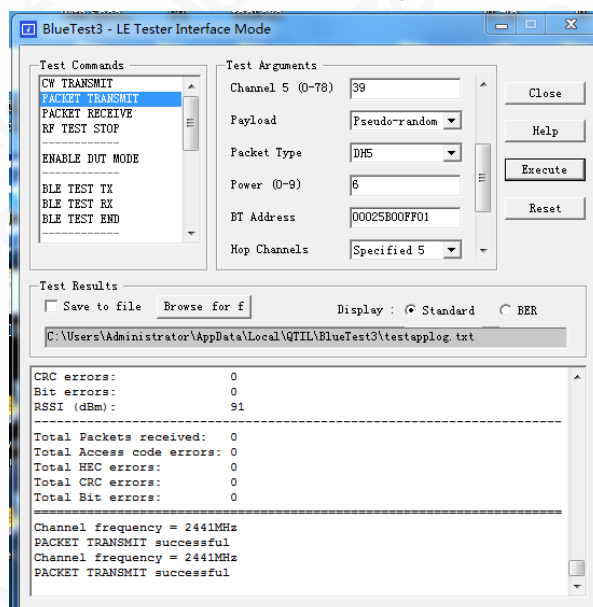 BlueTest3 - LE Tester Interface Mode
Test Commands
CW TRANSMIT
PACKET TRANSMIT
PACKET RECEIVE
RF TEST STOP
------------
ENABLE DUT MODE
------------
BLE TEST TX
BLE TEST RX
BLE TEST END
------------
Test Arguments
Channel 5 (0-78) 39
Payload Pseudo-random
Packet Type DH5
Power (0-9) 6
BT Address 00025B00FF01
Hop Channels Specified 5
Close
Help
Execute
Reset
Test Results
Save to file Browse for f Display : Standard BER
C:\Users\Administrator\AppData\Local\QTIL\BlueTest3\testapplog.txt
CRC errors: 0
Bit errors: 0
RSSI (dBm): 91
Total Packets received: 0
Total Access code errors: 0
Total HEC errors: 0
Total CRC errors: 0
Total Bit errors: 0
Channel frequency = 2441MHz
PACKET TRANSMIT successful
Channel frequency = 2441MHz
PACKET TRANSMIT successful